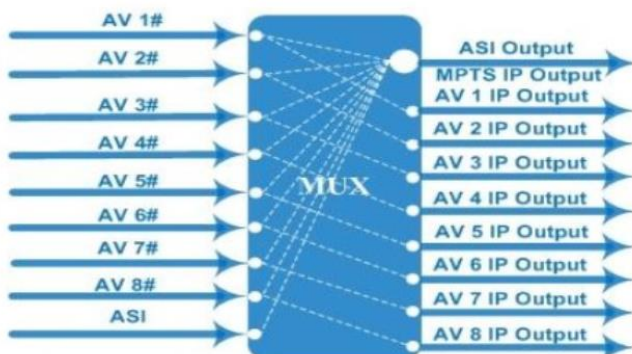 AV 1#
AV 2#
AV 3#
AV 4#
AV 5#
AV 6#
AV 7#
AV 8#
ASI
MUX
ASI Output
MPTS IP Output
AV 1 IP Output
AV 2 IP Output
AV 3 IP Output
AV 4 IP Output
AV 5 IP Output
AV 6 IP Output
AV 7 IP Output
AV 8 IP Output